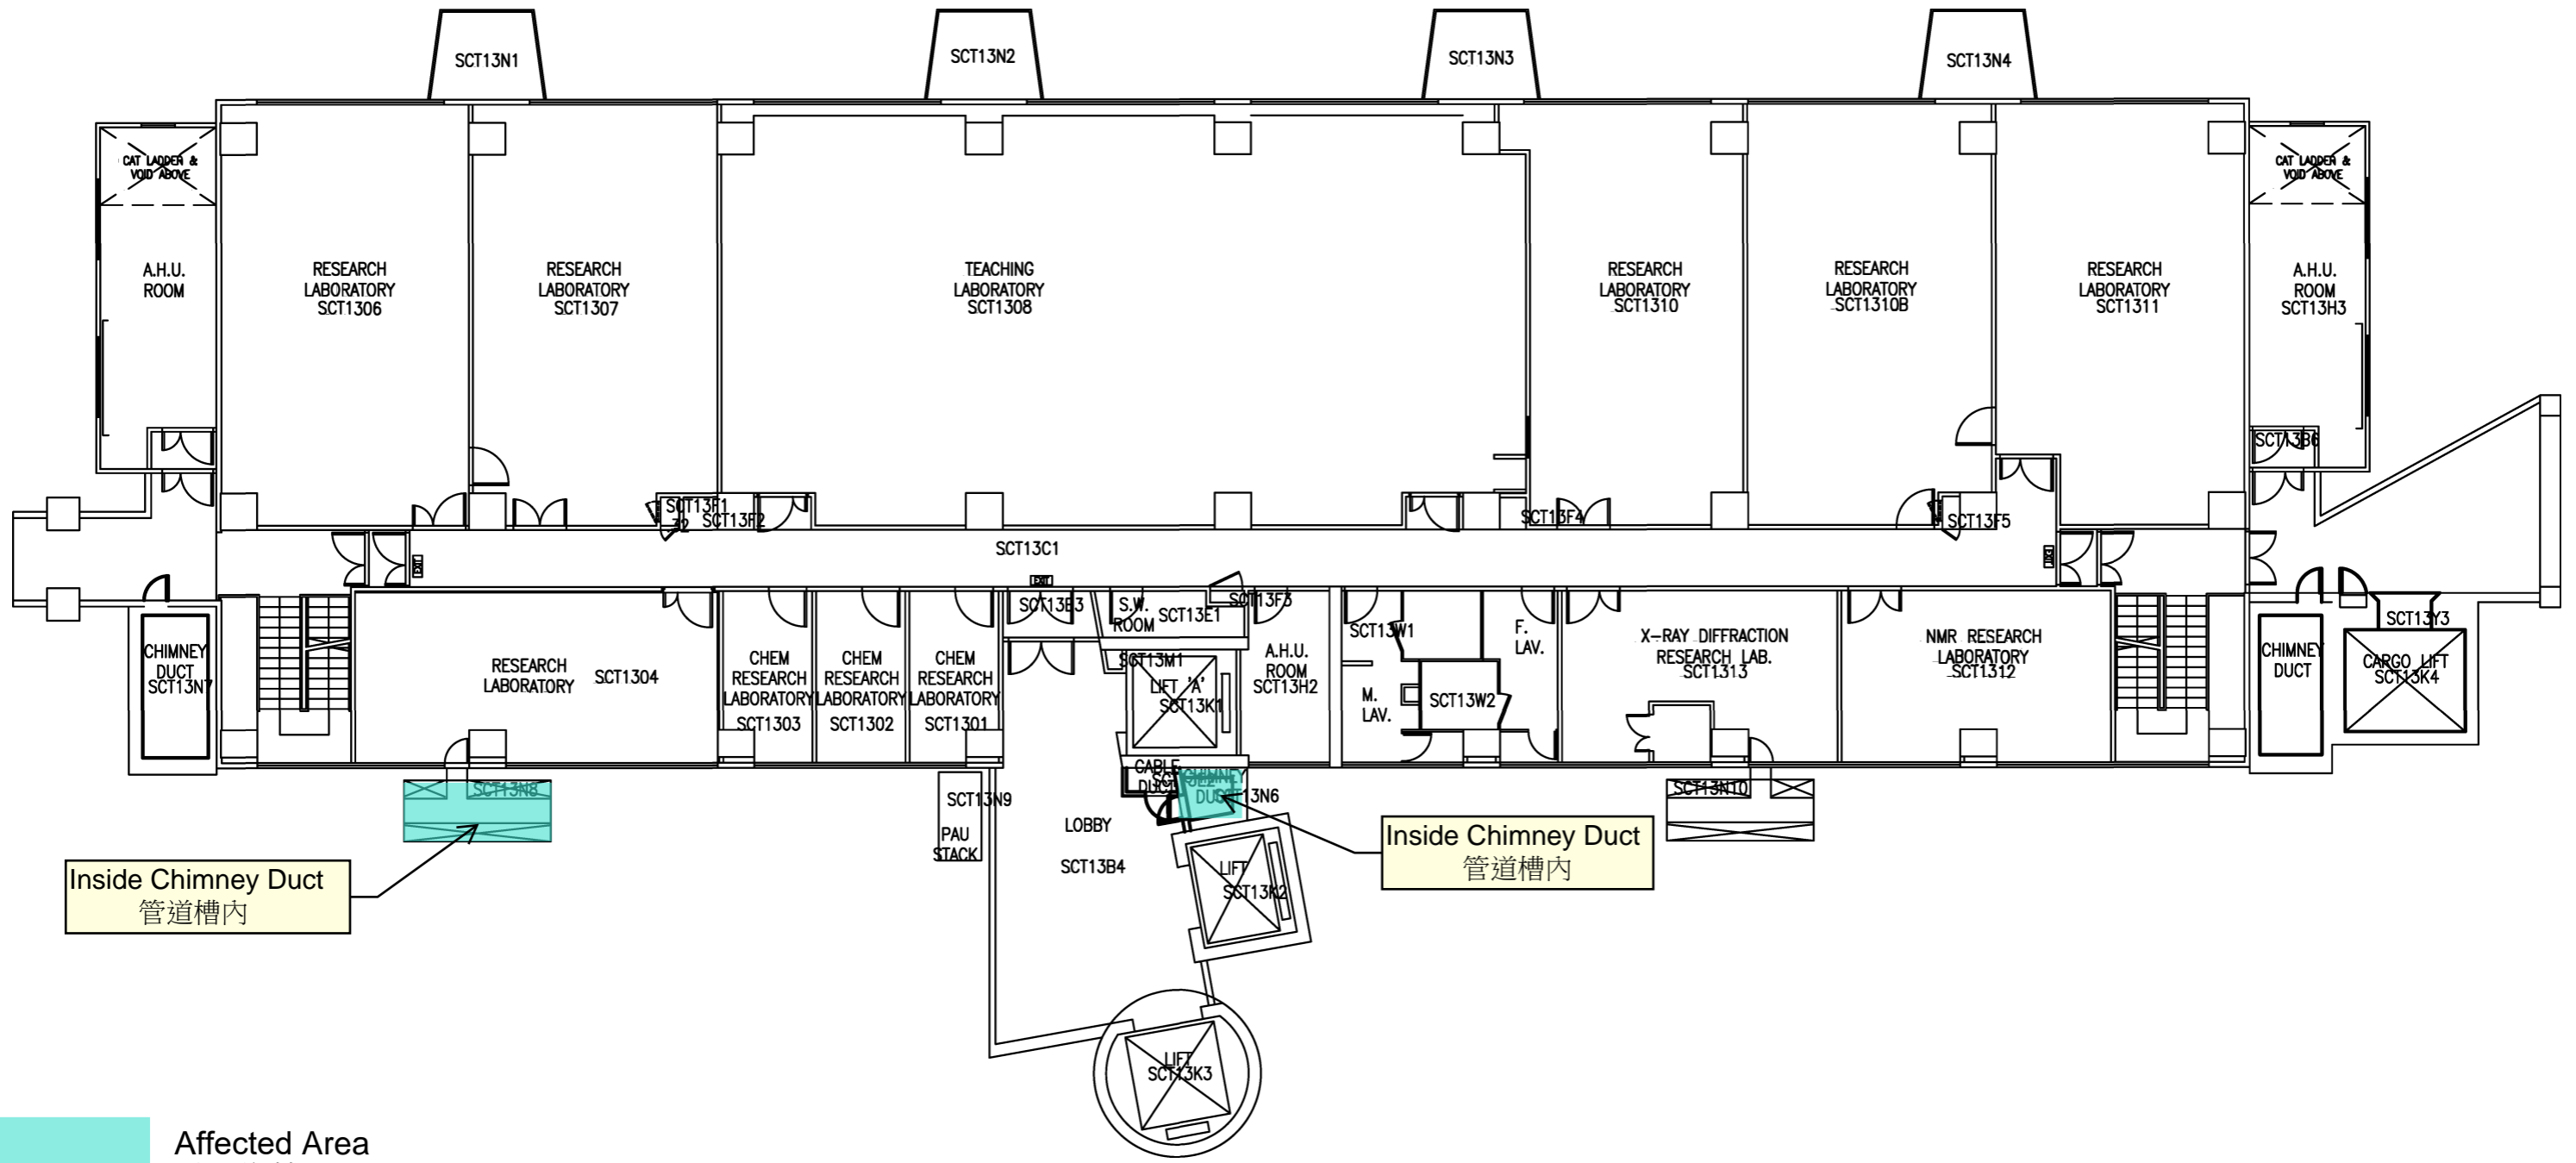 SCT13N1
SCT13N2
SCT13N3
SCT13N4
CAT LADDER &
VOID ABOVE
CAT LADDER &
VOID ABOVE
A.H.U.
ROOM
RESEARCH
LABORATORY
SCT1306
RESEARCH
LABORATORY
SCT1307
TEACHING
LABORATORY
SCT1308
RESEARCH
LABORATORY
SCT1310
RESEARCH
LABORATORY
SCT1310B
RESEARCH
LABORATORY
SCT1311
A.H.U.
ROOM
SCT13H3
SCT13B6
SCT13F1
SCT13F2
SCT13F4
SCT13F5
SCT13C1
EXIT
EXIT
EXIT
SCT13B3
S.W.
ROOM
SCT13E1
SCT13F3
SCT13W1
SCT13Y3
CHIMNEY
DUCT
SCT13N7
RESEARCH
LABORATORY
SCT1304
CHEM
RESEARCH
LABORATORY
SCT1303
CHEM
RESEARCH
LABORATORY
SCT1302
CHEM
RESEARCH
LABORATORY
SCT1301
SCT13M1
LIFT 'A'
SCT13K1
A.H.U.
ROOM
SCT13H2
M.
LAV.
SCT13W2
F.
LAV.
X-RAY DIFFRACTION
RESEARCH LAB.
SCT1313
NMR RESEARCH
LABORATORY
SCT1312
CHIMNEY
DUCT
CARGO LIFT
SCT13K4
SCT13N8
SCT13N9
PAU
STACK
CABLE
DUCT
CHIMNEY
DUCT
SCT13N6
SCT13N10
LOBBY
SCT13B4
LIFT
SCT13K2
LIFT
SCT13K3
Inside Chimney Duct
管道槽內
Inside Chimney Duct
管道槽內
Affected Area